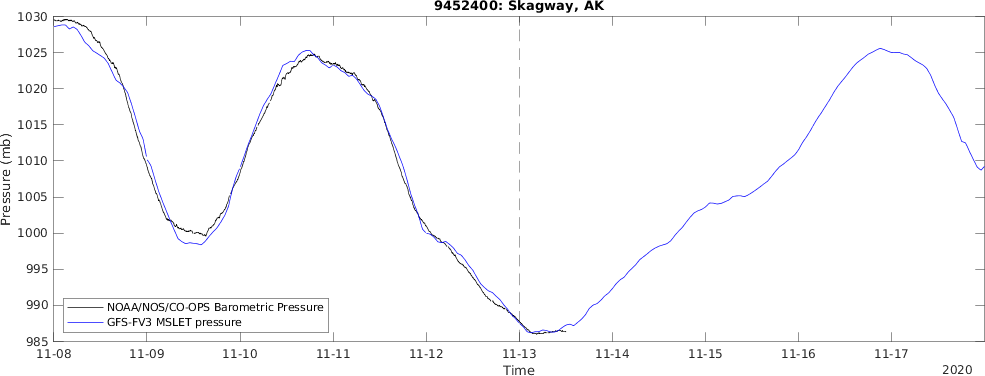 9452400: Skagway, AK
1030
1025
1020
1015
1010
1005
1000
995
990
985
Pressure (mb)
NOAA/NOS/CO-OPS Barometric Pressure
GFS-FV3 MSLET pressure
11-08 11-09 11-10 11-11 11-12 11-13 11-14 11-15 11-16 11-17
Time
2020